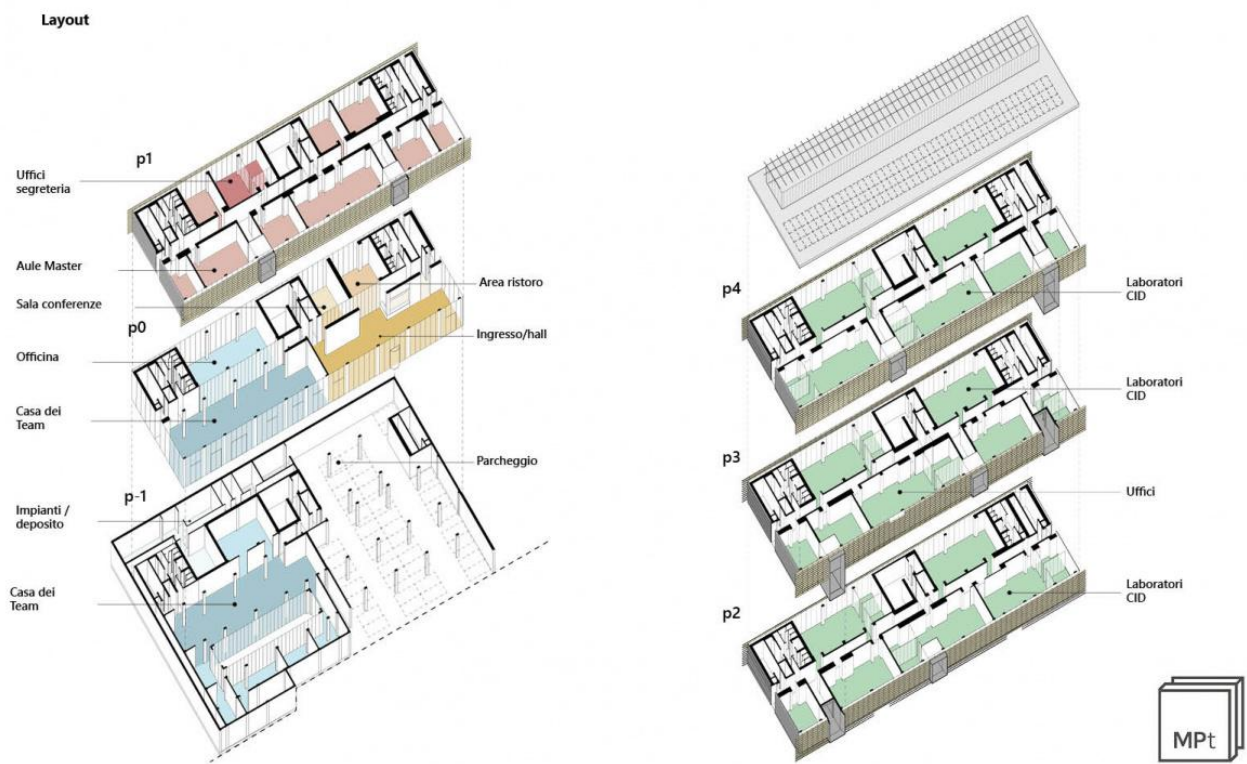 Layout
p1
Uffici
segreteria
Aule Master
Sala conferenze
Area ristoro
p0
Ingresso/hall
Officina
Casa dei
Team
Parcheggio
p-1
Impianti /
deposito
Casa dei
Team
p4
Laboratori
CID
Laboratori
CID
p3
Uffici
p2
Laboratori
CID
MPt